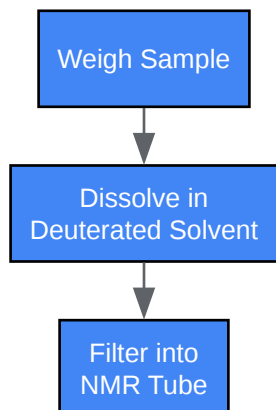 Weigh Sample
Dissolve in
Deuterated Solvent
Filter into
NMR Tube